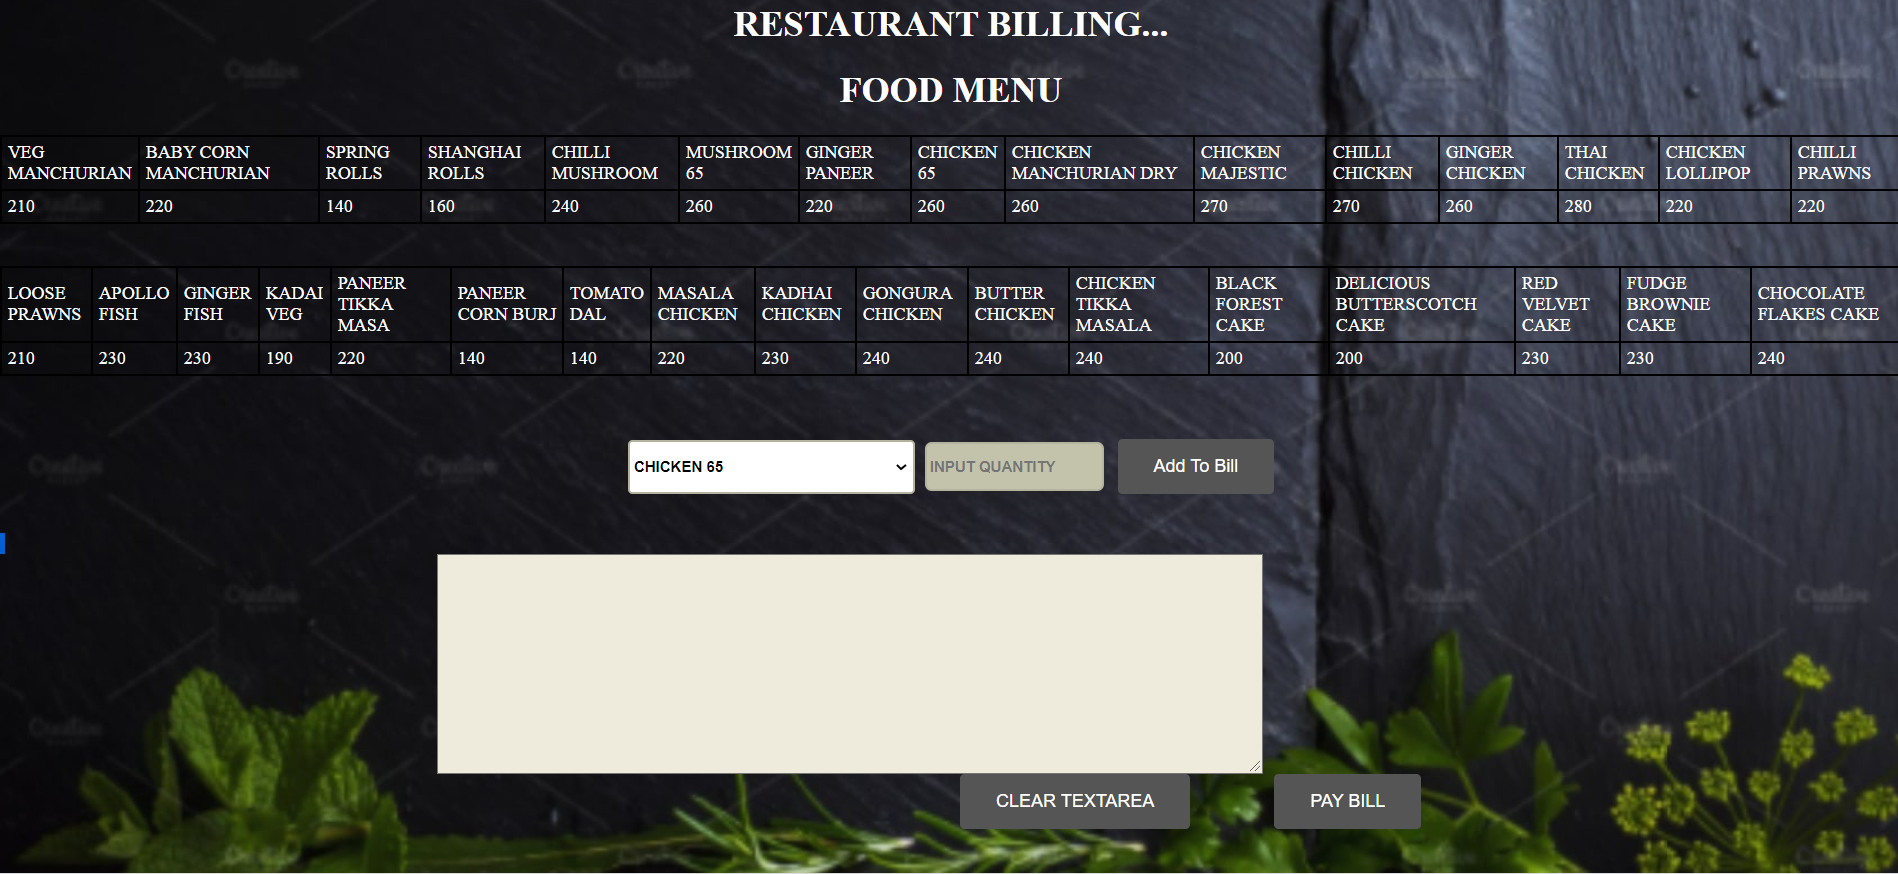 RESTAURANT BILLING...
FOOD MENU
VEG MANCHURIAN BABY CORN MANCHURIAN SPRING ROLLS SHANGHAI ROLLS CHILLI MUSHROOM MUSHROOM 65 GINGER PANEER CHICKEN 65 CHICKEN MANCHURIAN DRY CHICKEN MAJESTIC CHILLI CHICKEN GINGER CHICKEN THAI CHICKEN CHICKEN LOLLIPOP CHILLI PRAWNS
210 220 140 160 240 260 220 260 260 270 270 260 280 220 220
LOOSE PRAWNS APOLLO FISH GINGER FISH KADAI VEG PANEER TIKKA MASA PANEER CORN BURJ TOMATO DAL MASALA CHICKEN KADHAI CHICKEN GONGURA CHICKEN BUTTER CHICKEN CHICKEN TIKKA MASALA BLACK FOREST CAKE DELICIOUS BUTTERSCOTCH CAKE RED VELVET CAKE FUDGE BROWNIE CAKE CHOCOLATE FLAKES CAKE
210 230 230 190 220 140 140 220 230 240 240 240 200 200 230 230 240
CHICKEN 65 INPUT QUANTITY Add To Bill
CLEAR TEXTAREA PAY BILL